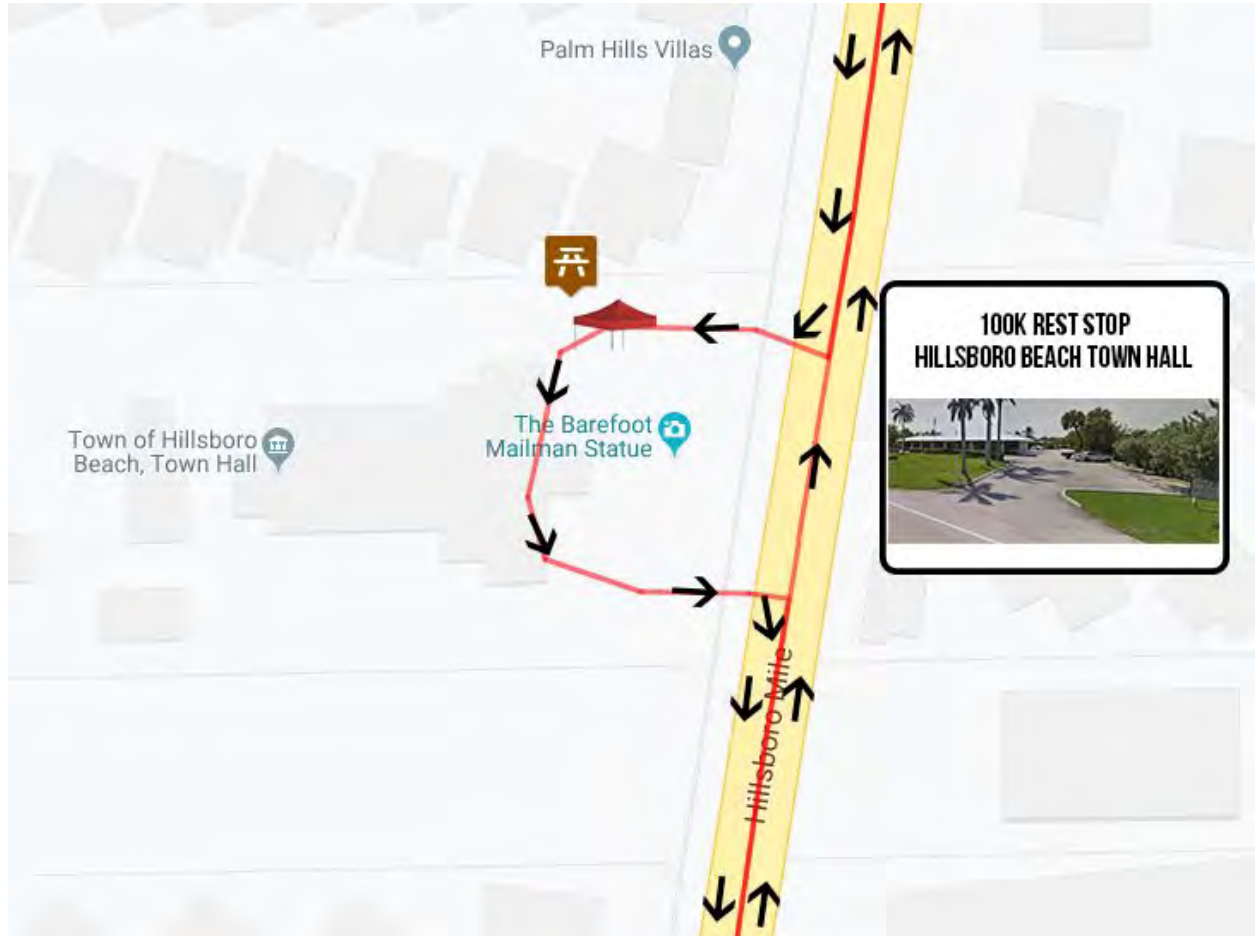 Palm Hills Villas
100K REST STOP
HILLSBORO BEACH TOWN HALL
The Barefoot
Mailman Statue
Town of Hillsboro
Beach, Town Hall
Hillsboro Mile